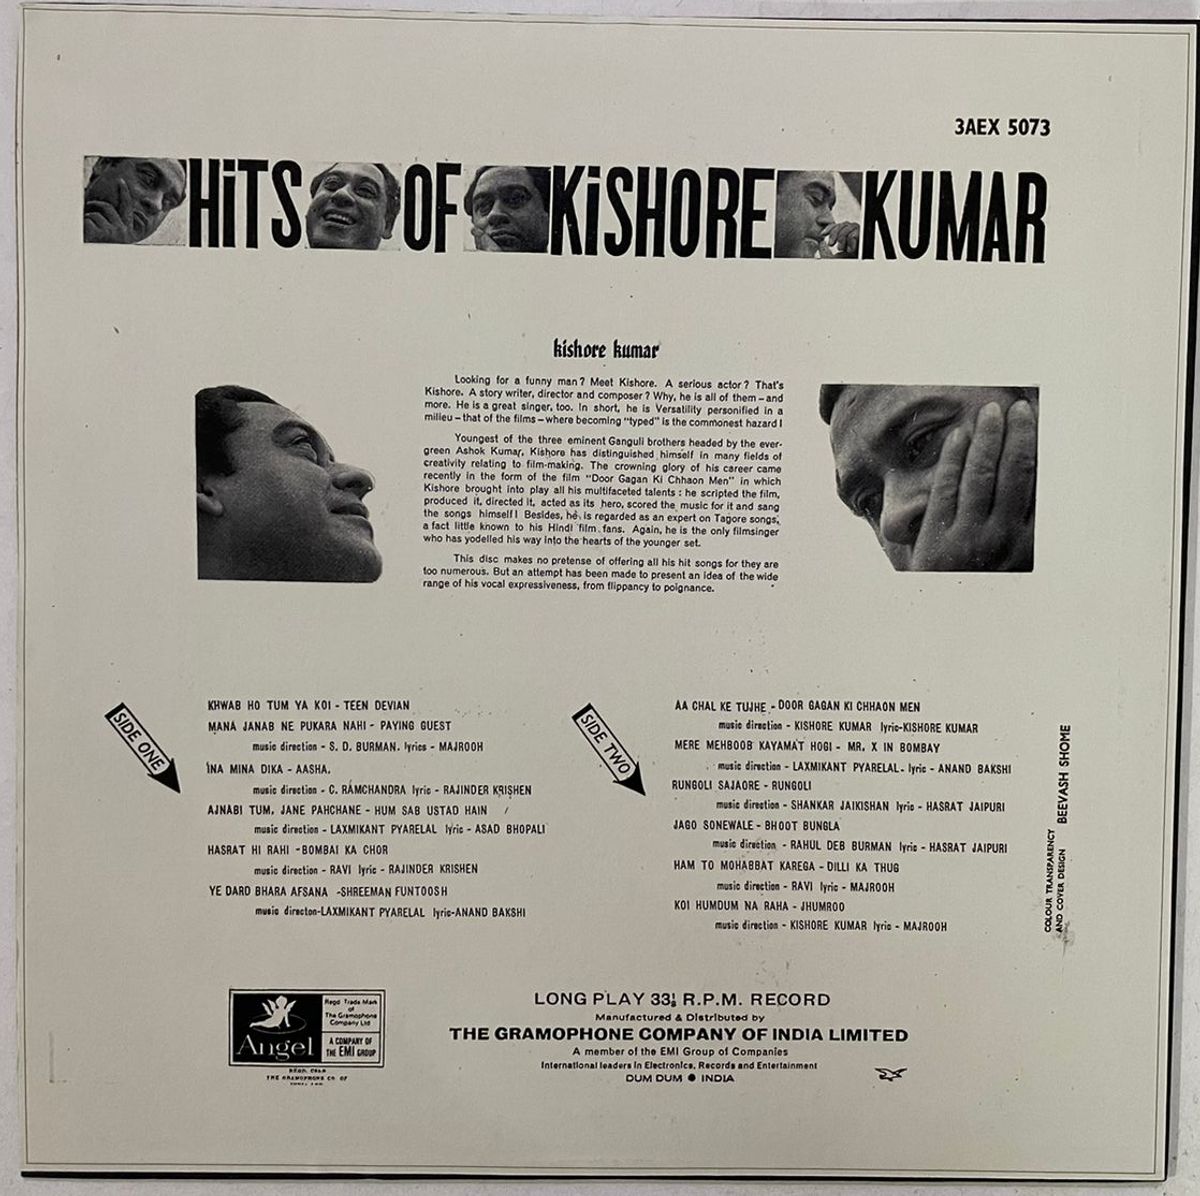 3AEX 5073
HiTS OF KiSHORE KUMAR
kishore kumar
Looking for a funny man? Meet Kishore. A serious actor? That's
Kishore. A story writer, director and composer? Why, he is all of them – and
more. He is a great singer, too. In short, he is Versatility personified in a
milieu – that of the films – where becoming "typed" is the commonest hazard !
Youngest of the three eminent Ganguli brothers headed by the ever-
green Ashok Kumar, Kishore has distinguished himself in many fields of
creativity relating to film-making. The crowning glory of his career came
recently in the form of the film "Door Gagan Ki Chhaon Men" in which
Kishore brought into play all his multifaceted talents : he scripted the film,
produced it, directed it, acted as its hero, scored the music for it and sang
the songs himself ! Besides, he is regarded as an expert on Tagore songs,
a fact little known to his Hindi film fans. Again, he is the only filmsinger
who has yodelled his way into the hearts of the younger set.
This disc makes no pretense of offering all his hit songs for they are
too numerous. But an attempt has been made to present an idea of the wide
range of his vocal expressiveness, from flippancy to poignance.
SIDE ONE
KHWAB HO TUM YA KOI - TEEN DEVIAN
MANA JANAB NE PUKARA NAHI - PAYING GUEST
music direction - S. D. BURMAN. lyrics - MAJROOH
INA MINA DIKA - AASHA.
music direction - C. RAMCHANDRA lyric - RAJINDER KRISHEN
AJNABI TUM, JANE PAHCHANE - HUM SAB USTAD HAIN
music direction - LAXMIKANT PYARELAL lyric - ASAD BHOPALI
HASRAT HI RAHI -BOMBAI KA CHOR
music direction - RAVI lyric - RAJINDER KRISHEN
YE DARD BHARA AFSANA -SHREEMAN FUNTOOSH
music directon-LAXMIKANT PYARELAL lyric-ANAND BAKSHI
SIDE TWO
AA CHAL KE TUJHE - DOOR GAGAN KI CHHAON MEN
music direction - KISHORE KUMAR lyric-KISHORE KUMAR
MERE MEHBOOB KAYAMAT HOGI - MR. X IN BOMBAY
music direction - LAXMIKANT PYARELAL. lyric - ANAND BAKSHI
RUNGOLI SAJAORE - RUNGOLI
music direction - SHANKAR JAIKISHAN lyric - HASRAT JAIPURI
JAGO SONEWALE - BHOOT BUNGLA
music direction - RAHUL DEB BURMAN lyric - HASRAT JAIPURI
HAM TO MOHABBAT KAREGA - DILLI KA THUG
music direction - RAVI lyric - MAJROOH
KOI HUMDUM NA RAHA - JHUMROO
music direction - KISHORE KUMAR lyric - MAJROOH
COLOUR TRANSPARENCY
AND COVER DESIGN BEEVASH SHOME
Angel
Regd Trade Mark
of
The Gramophone
Company Ltd
A COMPANY OF
THE EMI GROUP
THE GRAMOPHONE CO OF
LONG PLAY 33⅓ R.P.M. RECORD
Manufactured & Distributed by
THE GRAMOPHONE COMPANY OF INDIA LIMITED
A member of the EMI Group of Companies
International leaders in Electronics, Records and Entertainment
DUM DUM ● INDIA